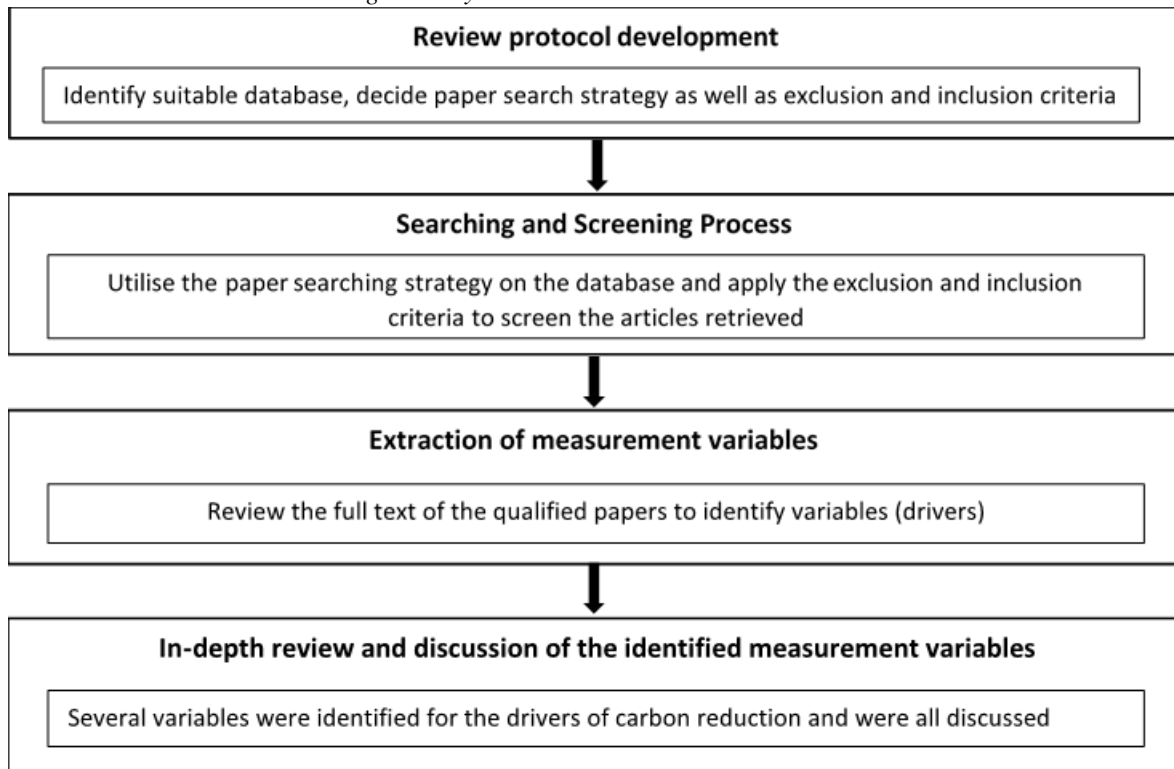 Review protocol development
Identify suitable database, decide paper search strategy as well as exclusion and inclusion criteria
Searching and Screening Process
Utilise the paper searching strategy on the database and apply the exclusion and inclusion
criteria to screen the articles retrieved
Extraction of measurement variables
Review the full text of the qualified papers to identify variables (drivers)
In-depth review and discussion of the identified measurement variables
Several variables were identified for the drivers of carbon reduction and were all discussed